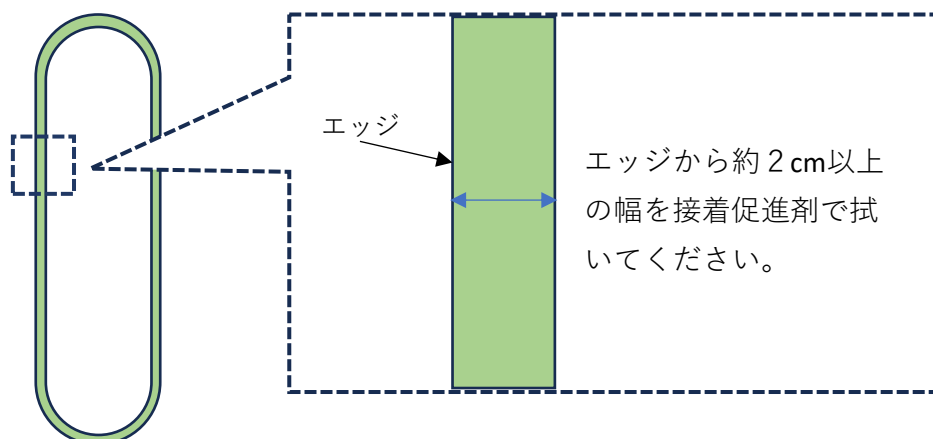 エッジ
エッジから約２cm以上
の幅を接着促進剤で拭
いてください。